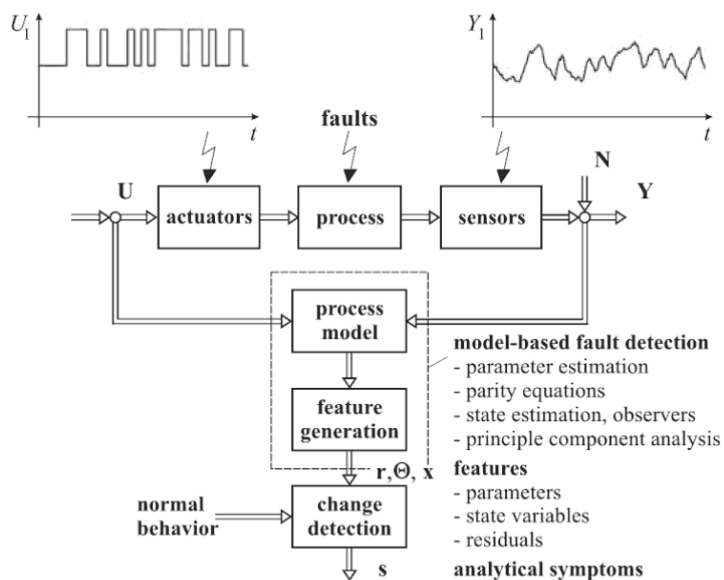 U1
Y1
t
faults
t
N
U
Y
actuators
process
sensors
process
model
model-based fault detection
- parameter estimation
- parity equations
- state estimation, observers
- principle component analysis
feature
generation
r,Θ, x
features
- parameters
- state variables
- residuals
normal
behavior
change
detection
s
analytical symptoms